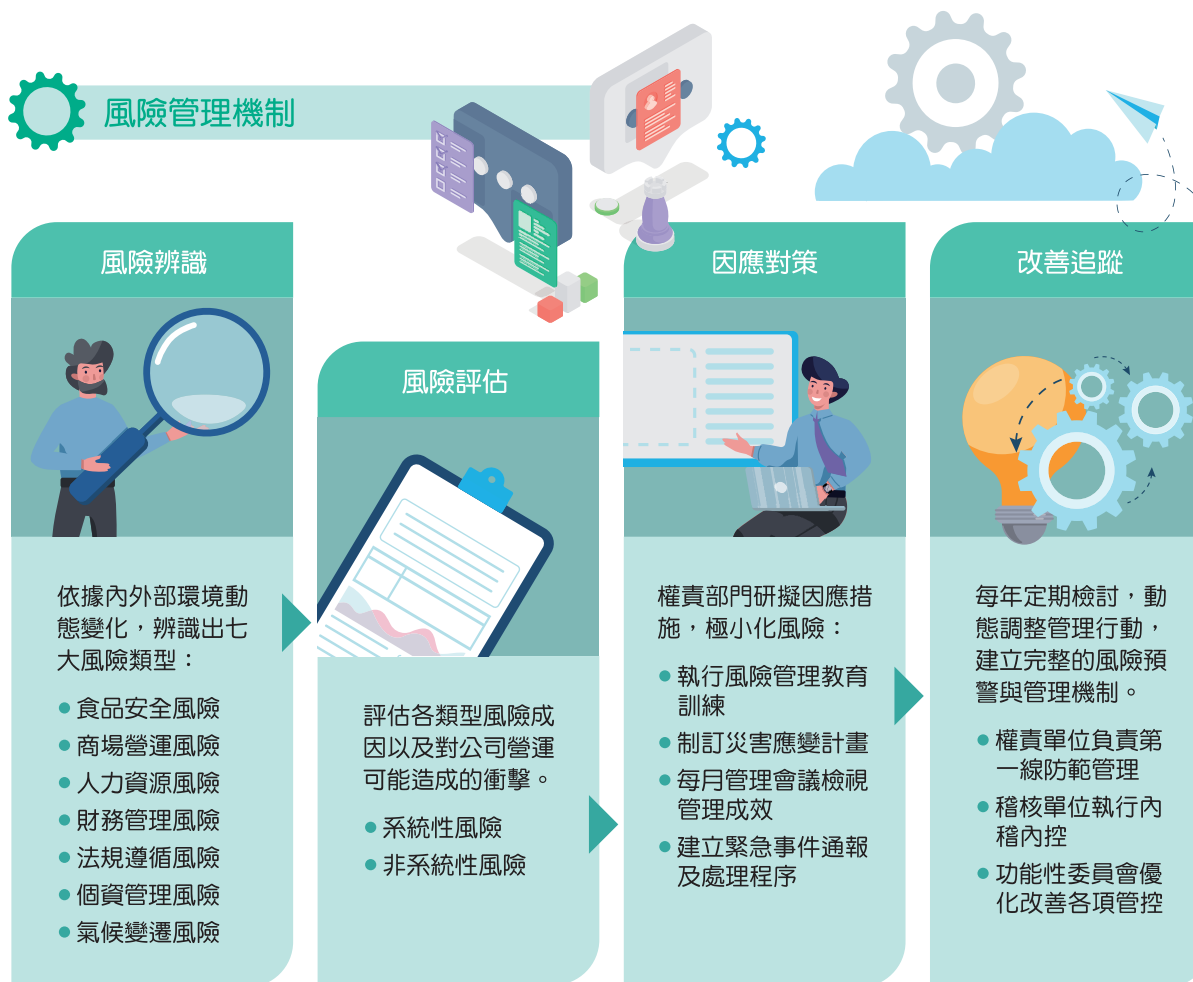 風險管理機制
風險辨識
依據內外部環境動
態變化，辨識出七
大風險類型：
●食品安全風險
●商場營運風險
●人力資源風險
●財務管理風險
●法規遵循風險
●個資管理風險
●氣候變遷風險
風險評估
評估各類型風險成
因以及對公司營運
可能造成的衝擊。
●系統性風險
●非系統性風險
因應對策
權責部門研擬因應措
施，極小化風險：
●執行風險管理教育
訓練
●制訂災害應變計畫
●每月管理會議檢視
管理成效
●建立緊急事件通報
及處理程序
改善追蹤
每年定期檢討，動
態調整管理行動，
建立完整的風險預
警與管理機制。
●權責單位負責第
一線防範管理
●稽核單位執行內
稽內控
●功能性委員會優
化改善各項管控